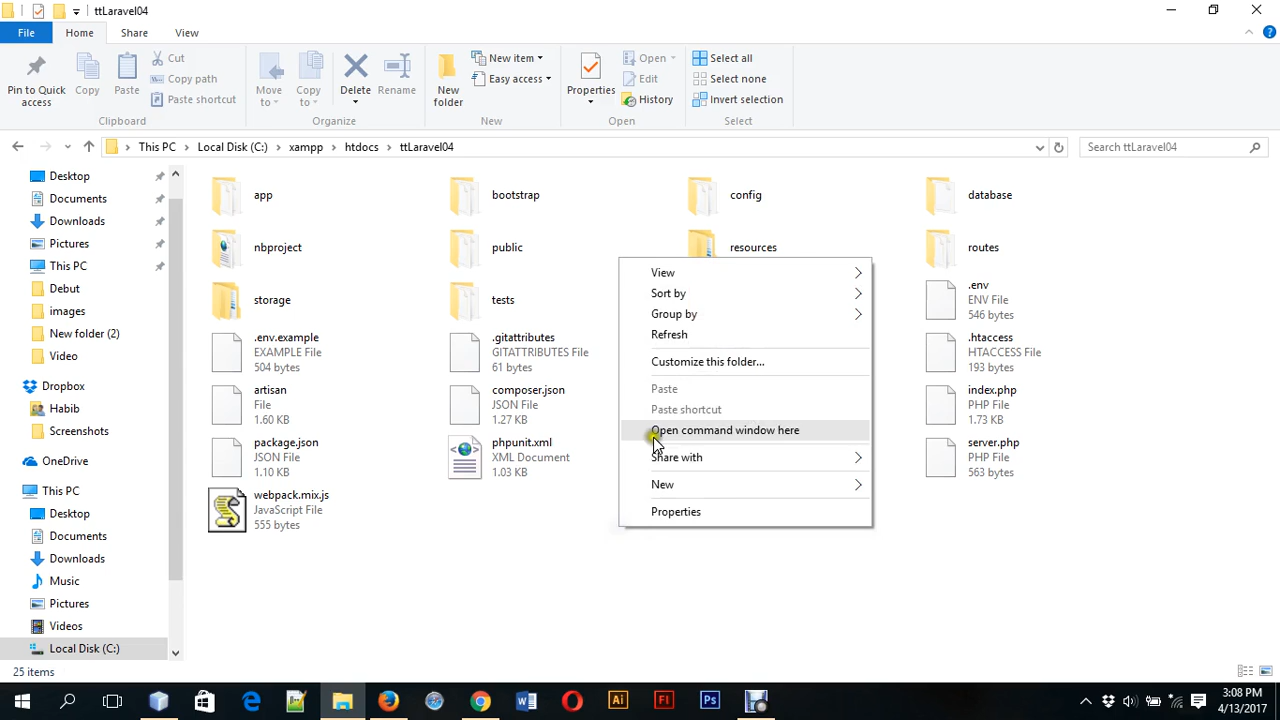 ttLaravel04
File
Home
Share
View
Pin to Quick
access
Copy
Paste
Cut
Copy path
Paste shortcut
Clipboard
Move
to
Copy
to
Delete
Rename
Organize
New
folder
New item
Easy access
New
Properties
Open
Edit
History
Open
Select all
Select none
Invert selection
Select
This PC
Local Disk (C:)
xampp
htdocs
ttLaravel04
Search ttLaravel04
Desktop
Documents
Downloads
Pictures
This PC
Debut
images
New folder (2)
Video
Dropbox
Habib
OneDrive
This PC
Desktop
Documents
Downloads
Music
Pictures
Videos
Local Disk (C:)
app
bootstrap
config
database
nbproject
public
resources
routes
storage
tests
.env
ENV File
546 bytes
.env.example
EXAMPLE File
504 bytes
.gitattributes
GITATTRIBUTES File
61 bytes
.htaccess
HTACCESS File
193 bytes
artisan
File
1.60 KB
composer.json
JSON File
1.27 KB
index.php
PHP File
1.73 KB
package.json
JSON File
1.10 KB
phpunit.xml
XML Document
1.03 KB
server.php
PHP File
563 bytes
webpack.mix.js
JavaScript File
555 bytes
View
Sort by
Group by
Refresh
Customize this folder...
Paste
Paste shortcut
Open command window here
Share with
New
Properties
25 items
Ai
Fl
Ps
3:08 PM
4/13/2017